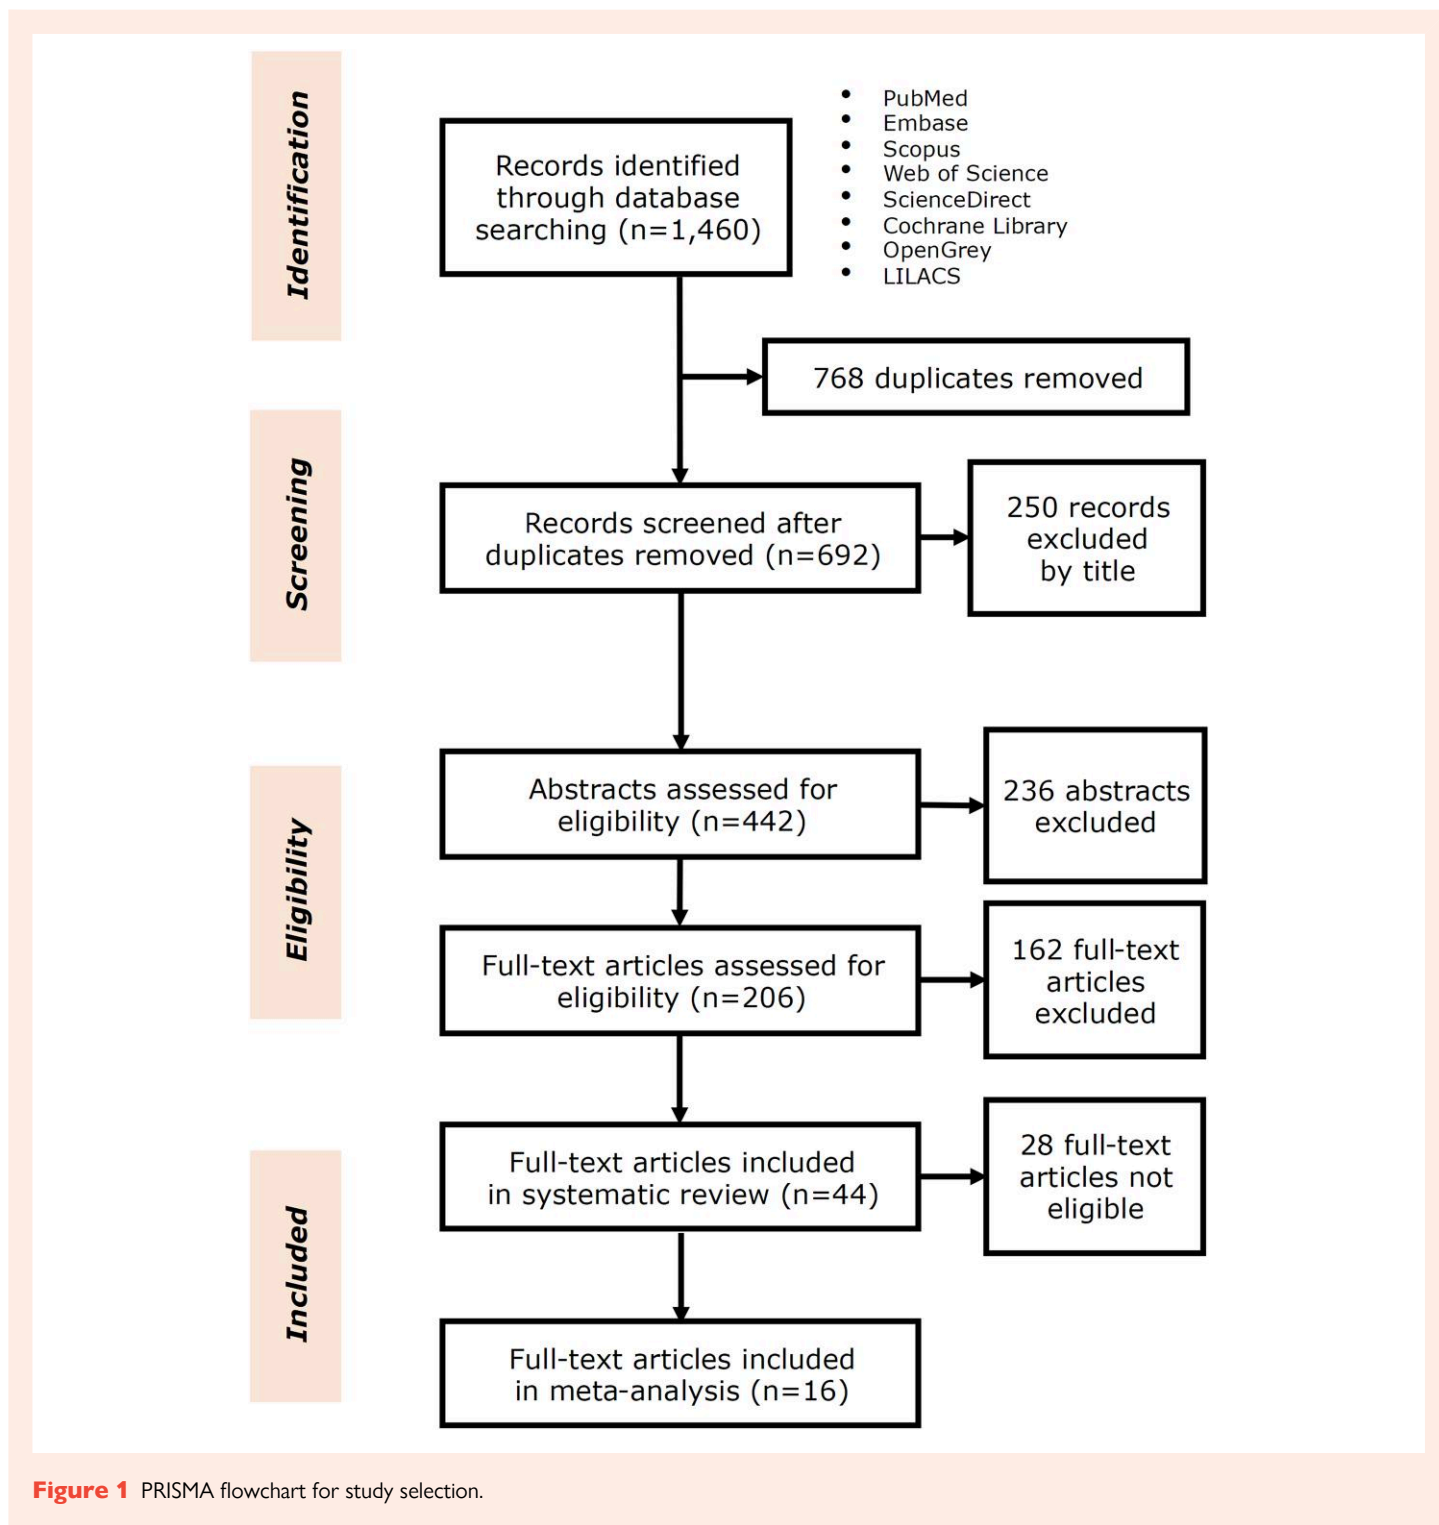 Identification
Records identified
through database
searching (n=1,460)
• PubMed
• Embase
• Scopus
• Web of Science
• ScienceDirect
• Cochrane Library
• OpenGrey
• LILACS
768 duplicates removed
Screening
Records screened after
duplicates removed (n=692)
250 records
excluded
by title
Eligibility
Abstracts assessed for
eligibility (n=442)
236 abstracts
excluded
Full-text articles assessed for
eligibility (n=206)
162 full-text
articles
excluded
Included
Full-text articles included
in systematic review (n=44)
28 full-text
articles not
eligible
Full-text articles included
in meta-analysis (n=16)
Figure 1 PRISMA flowchart for study selection.